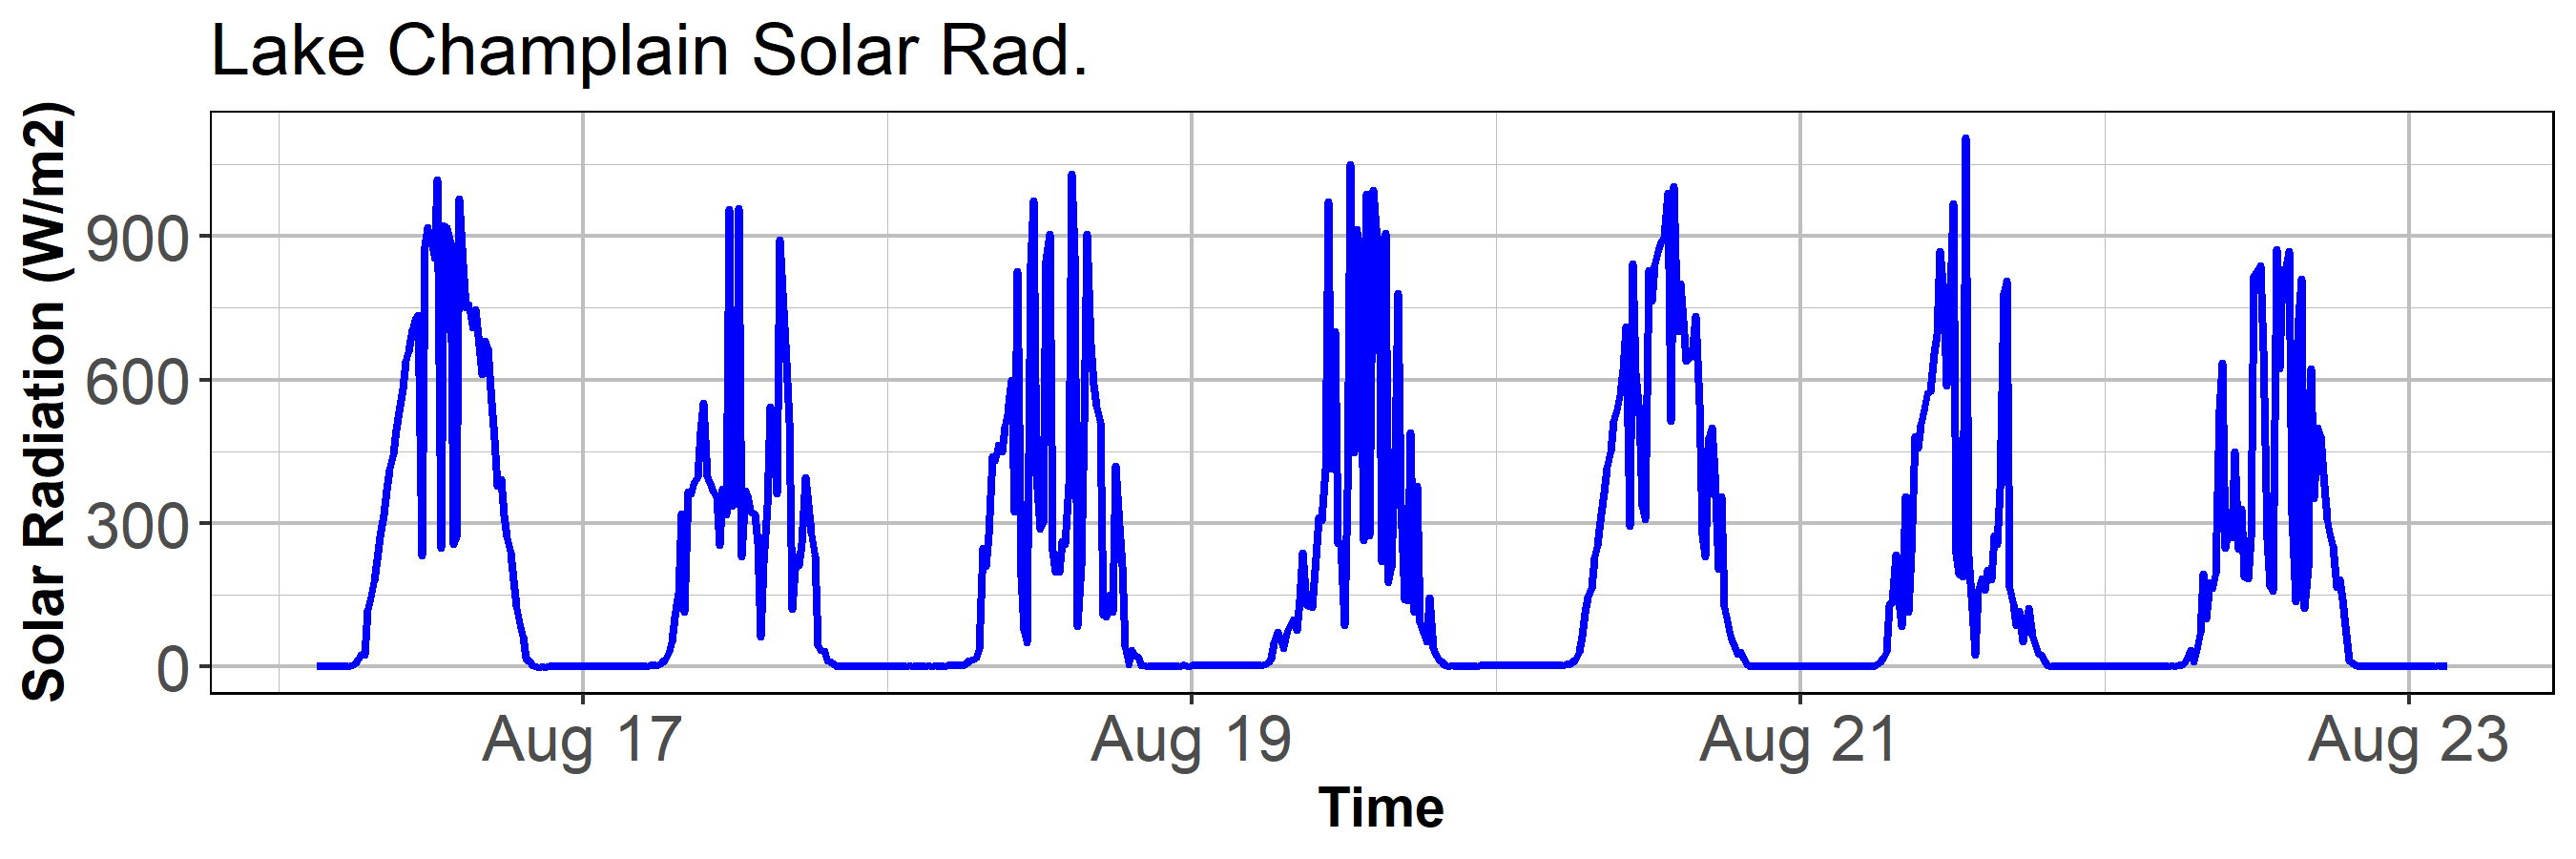 Lake Champlain Solar Rad.
Solar Radiation (W/m2)
900
600
300
0
Aug 17 Aug 19 Aug 21 Aug 23
Time